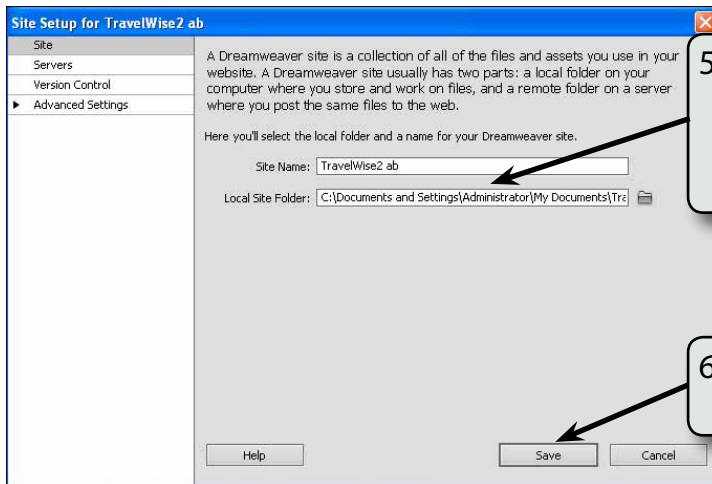 Site Setup for TravelWise2 ab
Site
Servers
Version Control
Advanced Settings
A Dreamweaver site is a collection of all of the files and assets you use in your
website. A Dreamweaver site usually has two parts: a local folder on your
computer where you store and work on files, and a remote folder on a server
where you post the same files to the web.
Here you'll select the local folder and a name for your Dreamweaver site.
Site Name: TravelWise2 ab
Local Site Folder: C:\Documents and Settings\Administrator\My Documents\Tra
5
6
Help
Save
Cancel